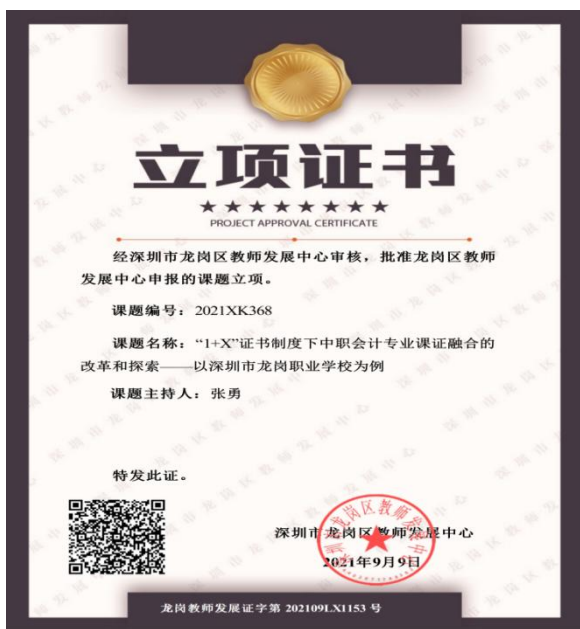 立项证书
PROJECT APPROVAL CERTIFICATE
经深圳市龙岗区教师发展中心审核，批准龙岗区教师
发展中心申报的课题立项。
课题编号：2021XK368
课题名称：“1+X”证书制度下中职会计专业课证融合的
改革和探索——以深圳市龙岗职业学校为例
课题主持人：张勇
特发此证。
深圳市龙岗区教师发展中心
2021年9月9日
龙岗教师发展证字第 202109LX1153 号